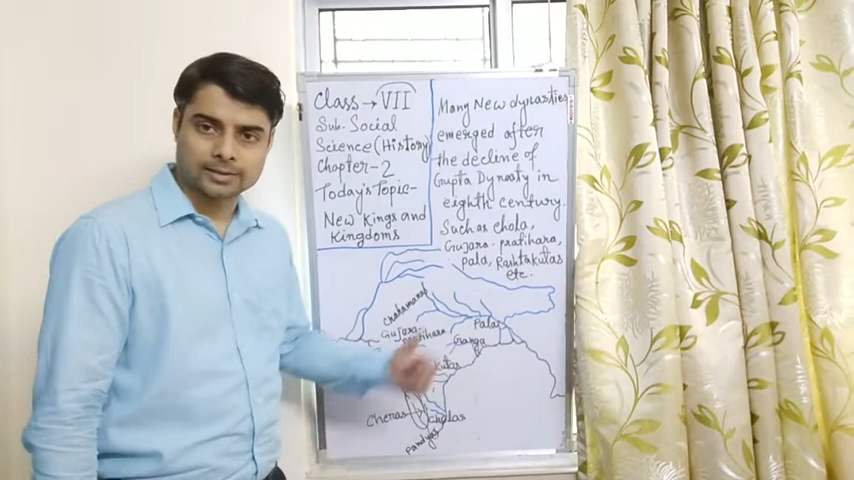 Class → VII
Sub. Social
Science (History)
Chapter - 2
Today's Topic -
New Kings and
Kingdoms.
Many New dynasties
emerged after
the decline of
Gupta Dynasty in
eighth century.
Such as chola,
Gujara - pratihara,
pala, Rashtakutas
etc.
Chahamanas
Gujara -
Pratihara
Palas
Ganga
kutas
Cheras
Cholas
Pandyas